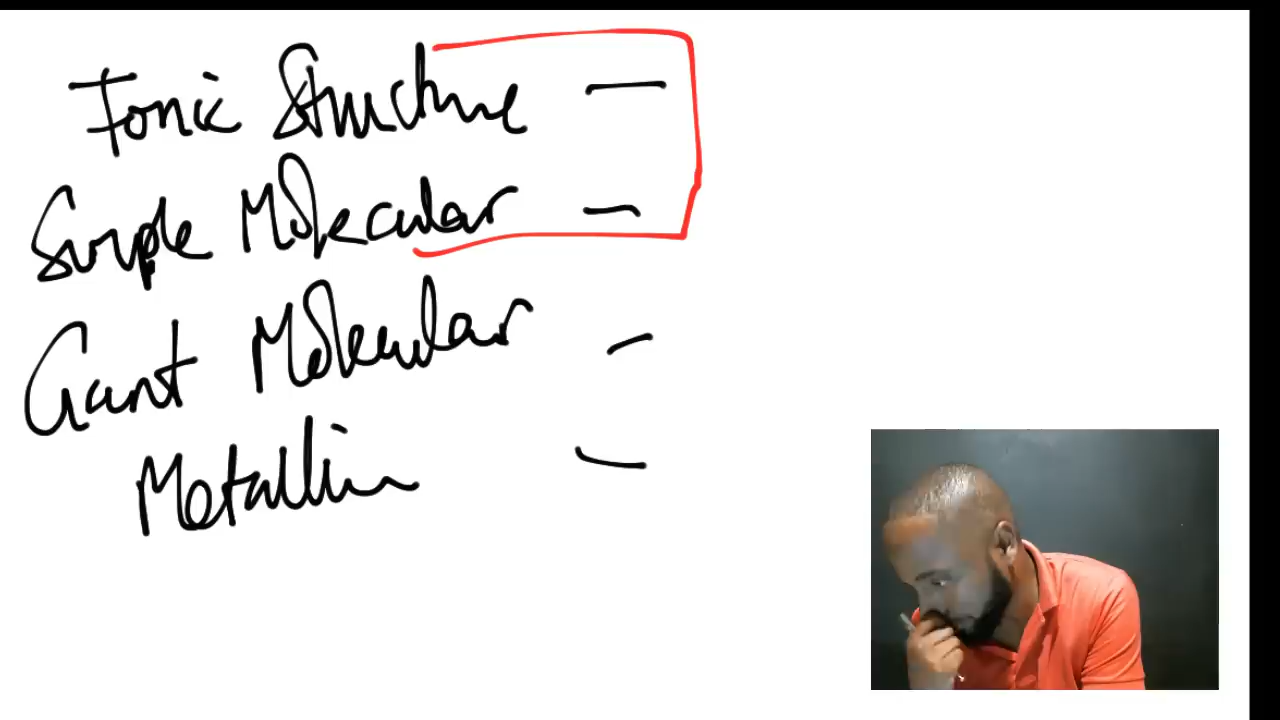 Ionic Structure —
Simple Molecular —
Giant Molecular —
Metallic —